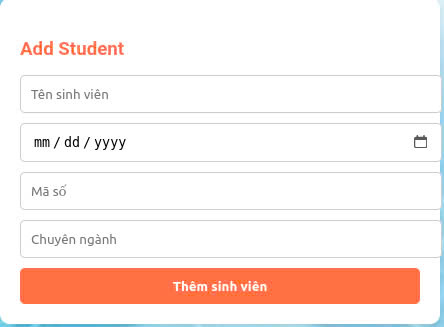 Add Student
Tên sinh viên
mm / dd / yyyy
Mã số
Chuyên ngành
Thêm sinh viên